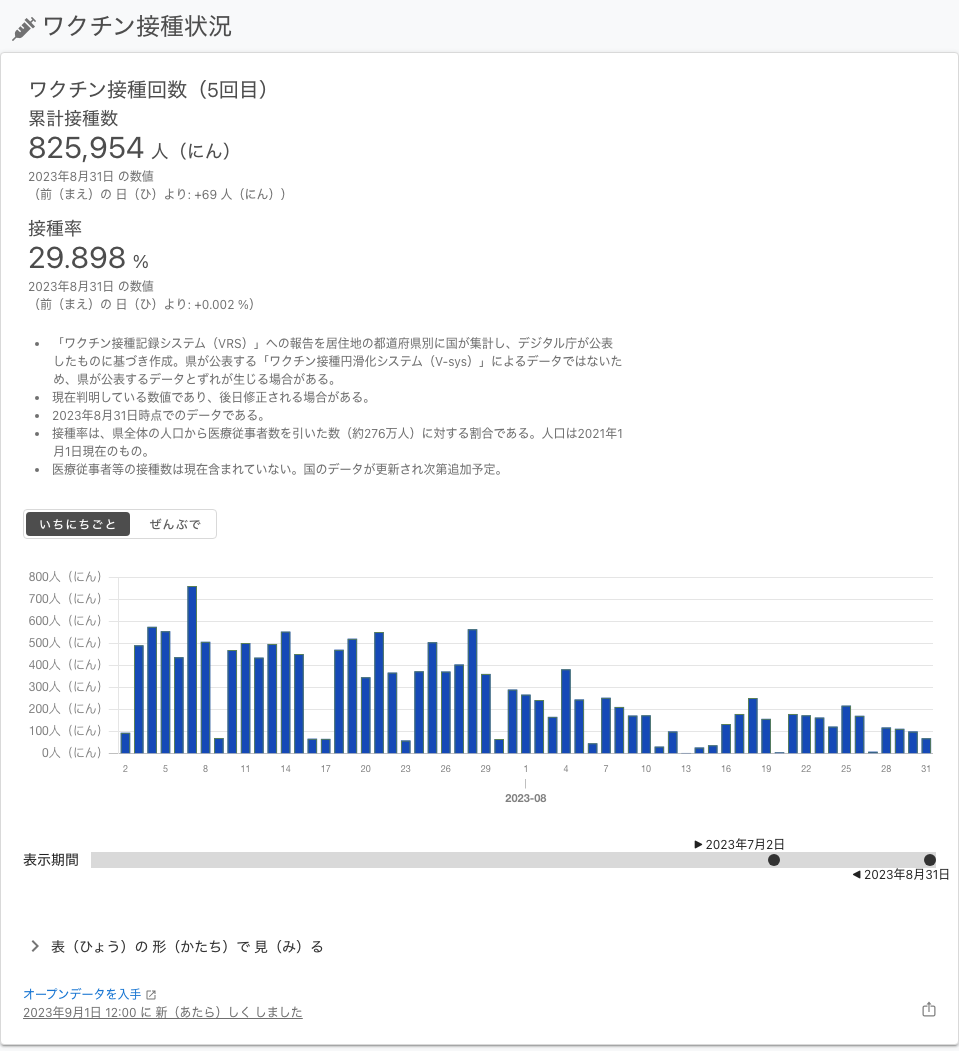 ワクチン接種状況
ワクチン接種回数（5回目）
累計接種数
825,954 人（にん）
2023年8月31日 の数値
（前（まえ）の 日（ひ）より: +69 人（にん））
接種率
29.898 %
2023年8月31日 の数値
（前（まえ）の 日（ひ）より: +0.002 %）
• 「ワクチン接種記録システム（VRS）」への報告を居住地の都道府県別に国が集計し、デジタル庁が公表
したものに基づき作成。県が公表する「ワクチン接種円滑化システム（V-sys）」によるデータではないた
め、県が公表するデータとずれが生じる場合がある。
• 現在判明している数値であり、後日修正される場合がある。
• 2023年8月31日時点でのデータである。
• 接種率は、県全体の人口から医療従事者数を引いた数（約276万人）に対する割合である。人口は2021年1
月1日現在のもの。
• 医療従事者等の接種数は現在含まれていない。国のデータが更新され次第追加予定。
いちにちごと ぜんぶで
800人（にん）
700人（にん）
600人（にん）
500人（にん）
400人（にん）
300人（にん）
200人（にん）
100人（にん）
0人（にん）
2 5 8 11 14 17 20 23 26 29 1 4 7 10 13 16 19 22 25 28 31
2023-08
▶ 2023年7月2日
表示期間
◀ 2023年8月31日
表（ひょう）の 形（かたち）で 見（み）る
オープンデータを入手
2023年9月1日 12:00 に 新（あたら）しく しました